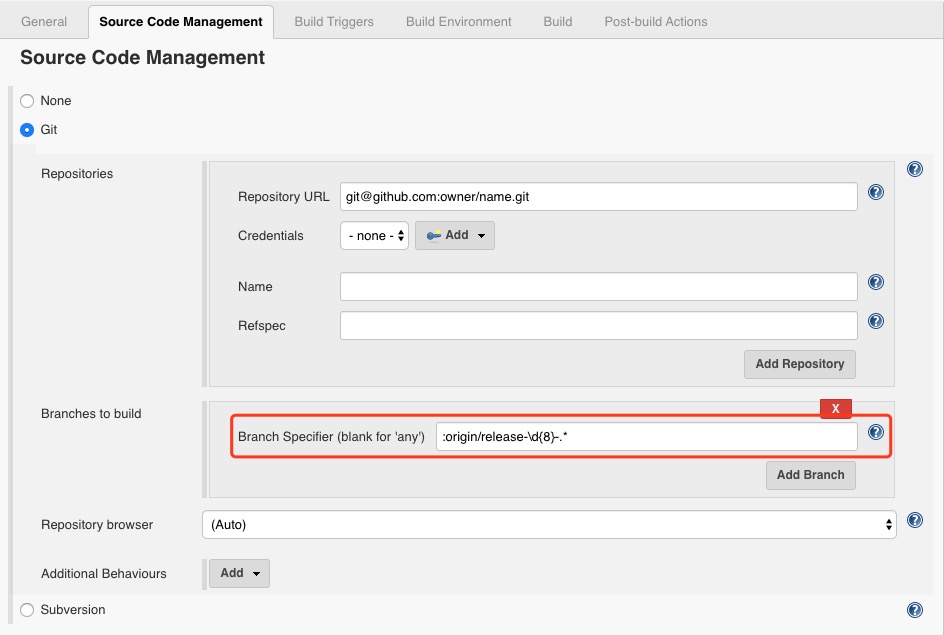 General Source Code Management Build Triggers Build Environment Build Post-build Actions
Source Code Management
None
Git
Repositories
?
Repository URL git@github.com:owner/name.git ?
Credentials - none - Add
Name ?
Refspec ?
Add Repository
X
Branches to build
Branch Specifier (blank for 'any') :origin/release-\d{8}-.* ?
Add Branch
Repository browser (Auto) ?
Additional Behaviours Add
Subversion ?